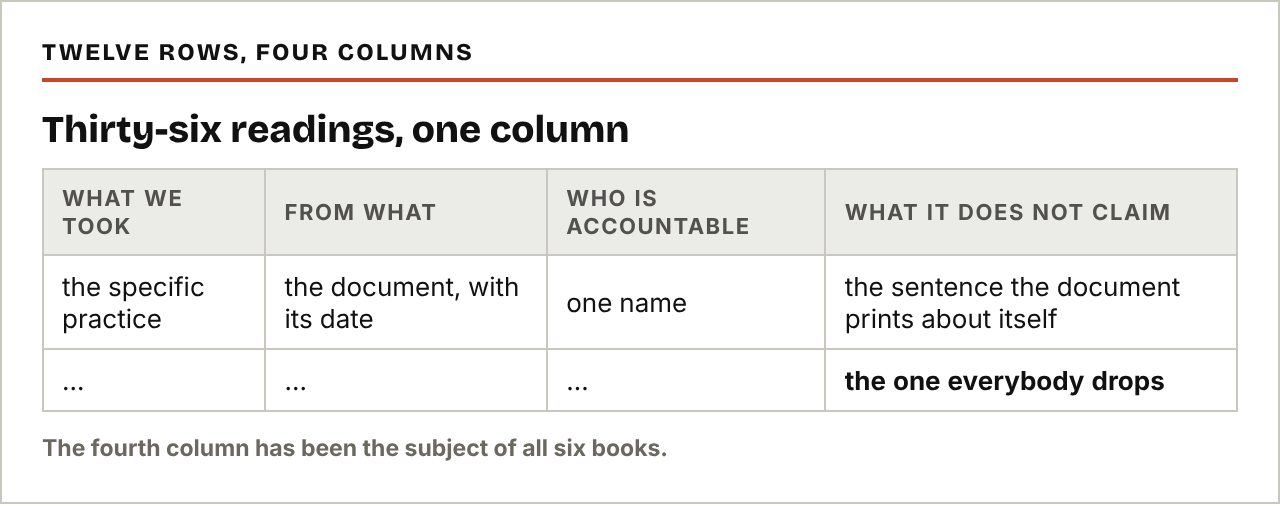 TWELVE ROWS, FOUR COLUMNS
Thirty-six readings, one column
WHAT WE
TOOK
FROM WHAT
WHO IS
ACCOUNTABLE
WHAT IT DOES NOT CLAIM
the specific
practice
the document, with
its date
one name
the sentence the document
prints about itself
...
...
...
the one everybody drops
The fourth column has been the subject of all six books.